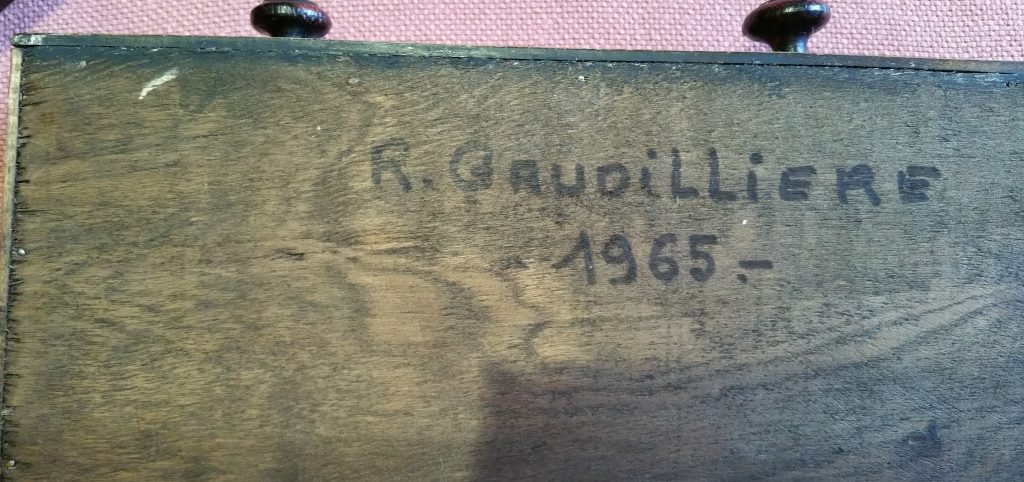 R. GAUDiLLiERE
- 1965.-